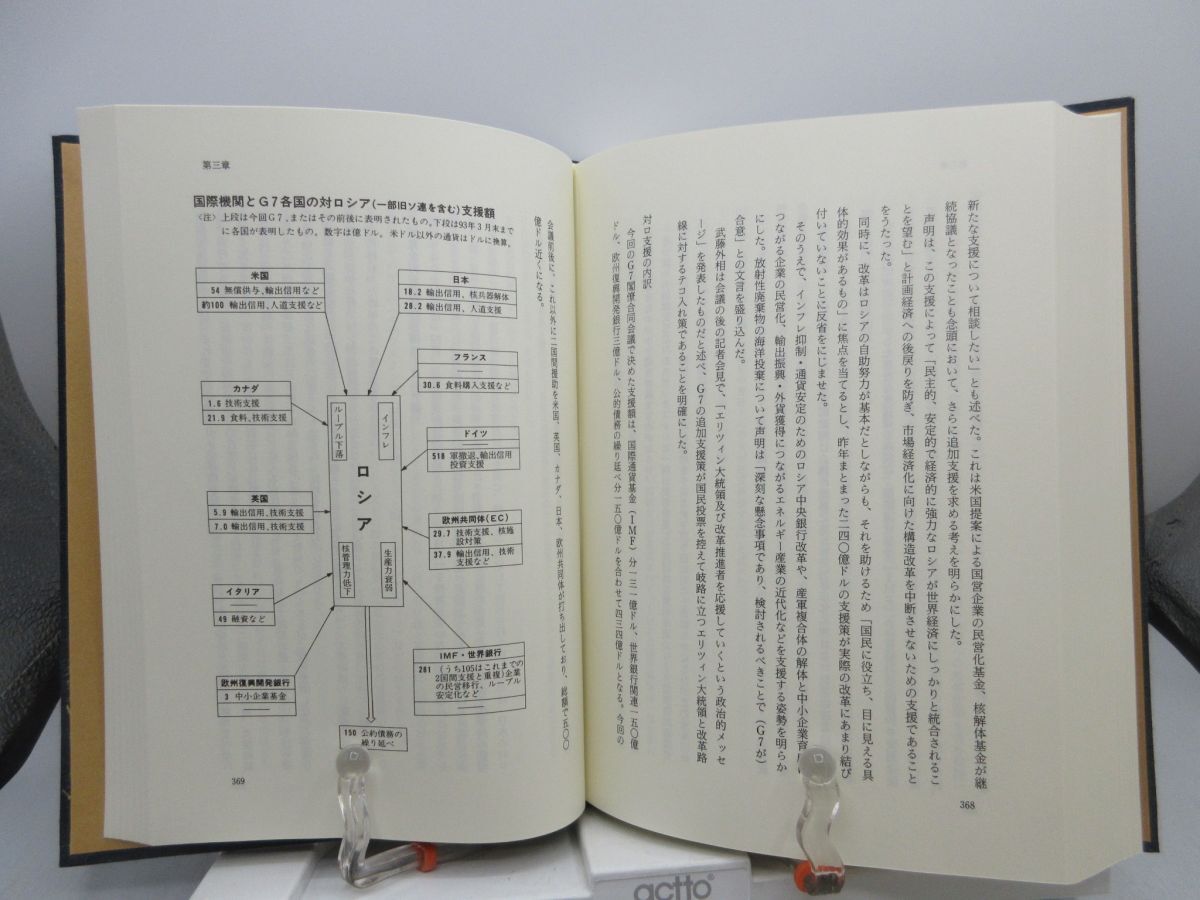 新たな支援について相談したい」とも述べた。これは米国提案による国営企業の民営化基金、核解体基金が継
続協議となったことも念頭において、さらに追加支援を求める考えを明らかにした。
声明は、この支援によって「民主的、安定的で経済的に強力なロシアが世界経済にしっかりと統合されるこ
とを望む」と計画経済への後戻りを防ぎ、市場経済化に向けた構造改革を中断させないための支援であること
をうたった。
同時に、改革はロシアの自助努力が基本だとしながらも、それを助けるため「国民に役立ち、目に見える具
体的効果があるもの」に焦点を当てるとし、昨年まとまった二四〇億ドルの支援策が実際の改革にあまり結び
付いていないことに反省をにじませた。
そのうえで、インフレ抑制・通貨安定のためのロシア中央銀行改革や、産軍複合体の解体と中小企業育
つながる企業の民営化、輸出振興・外貨獲得につながるエネルギー産業の近代化などを支援する姿勢を明らか
にした。放射性廃棄物の海洋投棄について声明は「深刻な懸念事項であり、検討されるべきことで(G7が)
合意」との文言を盛り込んだ。
武藤外相は会議の後の記者会見で、「エリツィン大統領及び改革推進者を応援していくという政治的メッセ
ージ」を発表したものだと述べ、G7の追加支援策が国民投票を控えて岐路に立つエリツィン大統領と改革路
線に対するテコ入れ策であることを明確にした。
対ロ支援の内訳
今回のG7閣僚合同会議で決めた支援額は、国際通貨基金(IMF)分一三一億ドル、世界銀行関連一五〇億
ドル、欧州復興開発銀行三億ドル、公的債務の繰り延べ分一五〇億ドルを合わせて四三四億ドルとなる。今回の
368
第三章
会議前後に、これ以外に二国間援助を米国、英国、カナダ、日本、欧州共同体が打ち出しており、総額で五〇〇
億ドル近くになる。
国際機関とG7各国の対ロシア(一部旧ソ連を含む)支援額
〈注〉上段は今回G7、またはその前後に表明されたもの。下段は93年3月末まで
に各国が表明したもの。数字は億ドル。米ドル以外の通貨はドルに換算。
米国
54 無償供与、輸出信用など
約100 輸出信用、人道支援など
日本
18.2 輸出信用、核兵器解体
28.2 輸出信用、人道支援
フランス
30.6 食料購入支援など
カナダ
1.6 技術支援
21.9 食料、技術支援
ドイツ
518 軍撤退、輸出信用
投資支援
英国
5.9 輸出信用、技術支援
7.0 輸出信用、技術支援
欧州共同体(EC)
29.7 技術支援、核施
設対策
37.9 輸出信用、技術
支援など
イタリア
49 融資など
IMF・世界銀行
281 (うち105はこれまでの
2国間支援と重複)企業
の民営移行、ルーブル
安定化など
欧州復興開発銀行
3 中小企業基金
インフレ
ルーブル下落
ロシア
生産力衰弱
核管理力低下
150 公的債務の
繰り延べ
369
actto